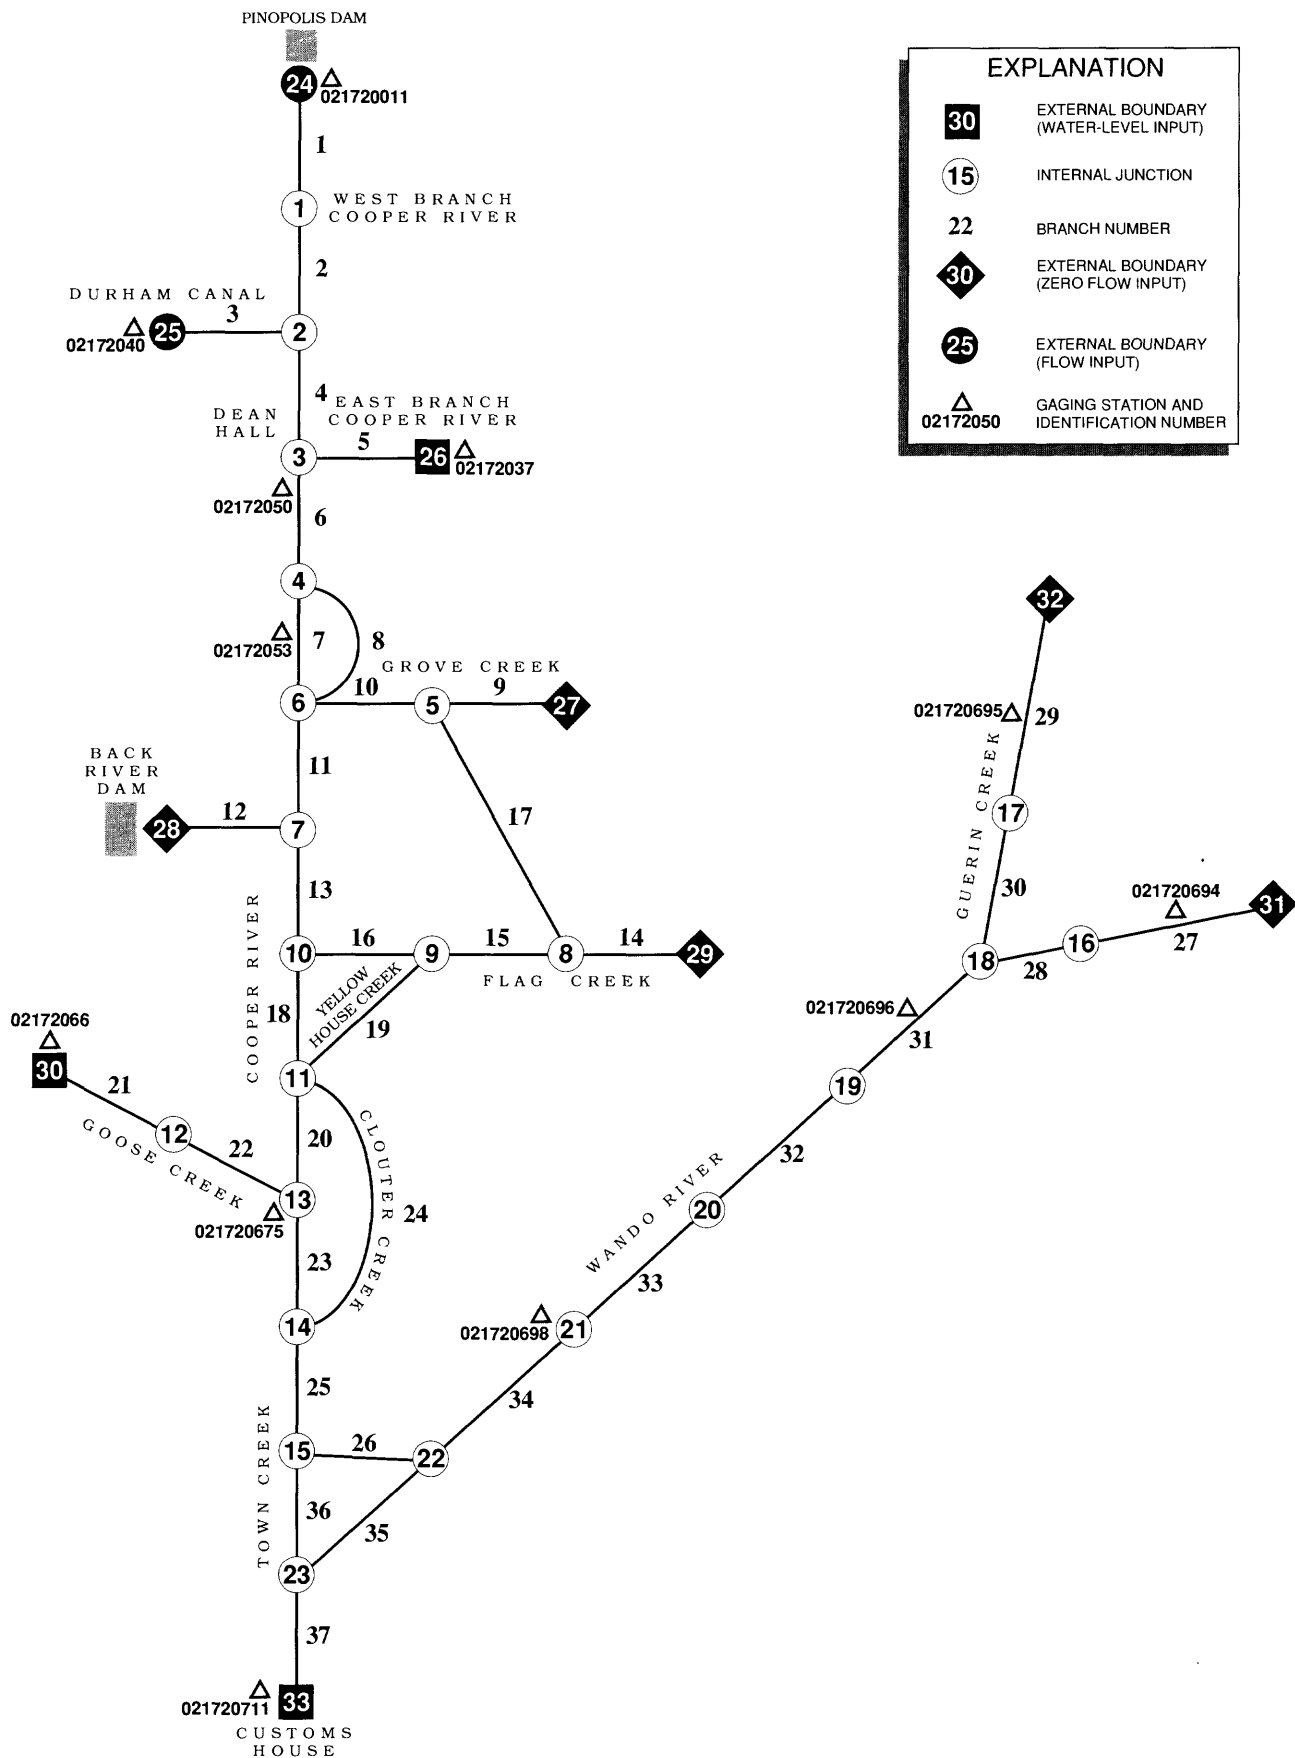 PINOPOLIS DAM
24
021720011
1
1
WEST BRANCH
COOPER RIVER
2
DURHAM CANAL
3
02172040
25
2
4
EAST BRANCH
COOPER RIVER
DEAN
HALL
5
3
26
02172037
02172050
6
4
02172053
7
8
GROVE CREEK
10
9
6
5
27
11
BACK
RIVER
DAM
12
28
7
17
13
COOPER RIVER
10
16
9
15
8
14
29
FLAG CREEK
YELLOW
HOUSE CREEK
18
19
02172066
30
21
11
GOOSE CREEK
12
22
20
CLOUTER CREEK
13
021720675
24
23
14
25
TOWN CREEK
15
26
22
36
35
23
37
021720711
33
CUSTOMS
HOUSE
EXPLANATION
30
EXTERNAL BOUNDARY
(WATER-LEVEL INPUT)
15
INTERNAL JUNCTION
22
BRANCH NUMBER
30
EXTERNAL BOUNDARY
(ZERO FLOW INPUT)
25
EXTERNAL BOUNDARY
(FLOW INPUT)
02172050
GAGING STATION AND
IDENTIFICATION NUMBER
32
021720695
29
GUERIN CREEK
17
30
021720694
31
27
16
28
18
021720696
31
19
32
WANDO RIVER
20
33
021720698
21
34